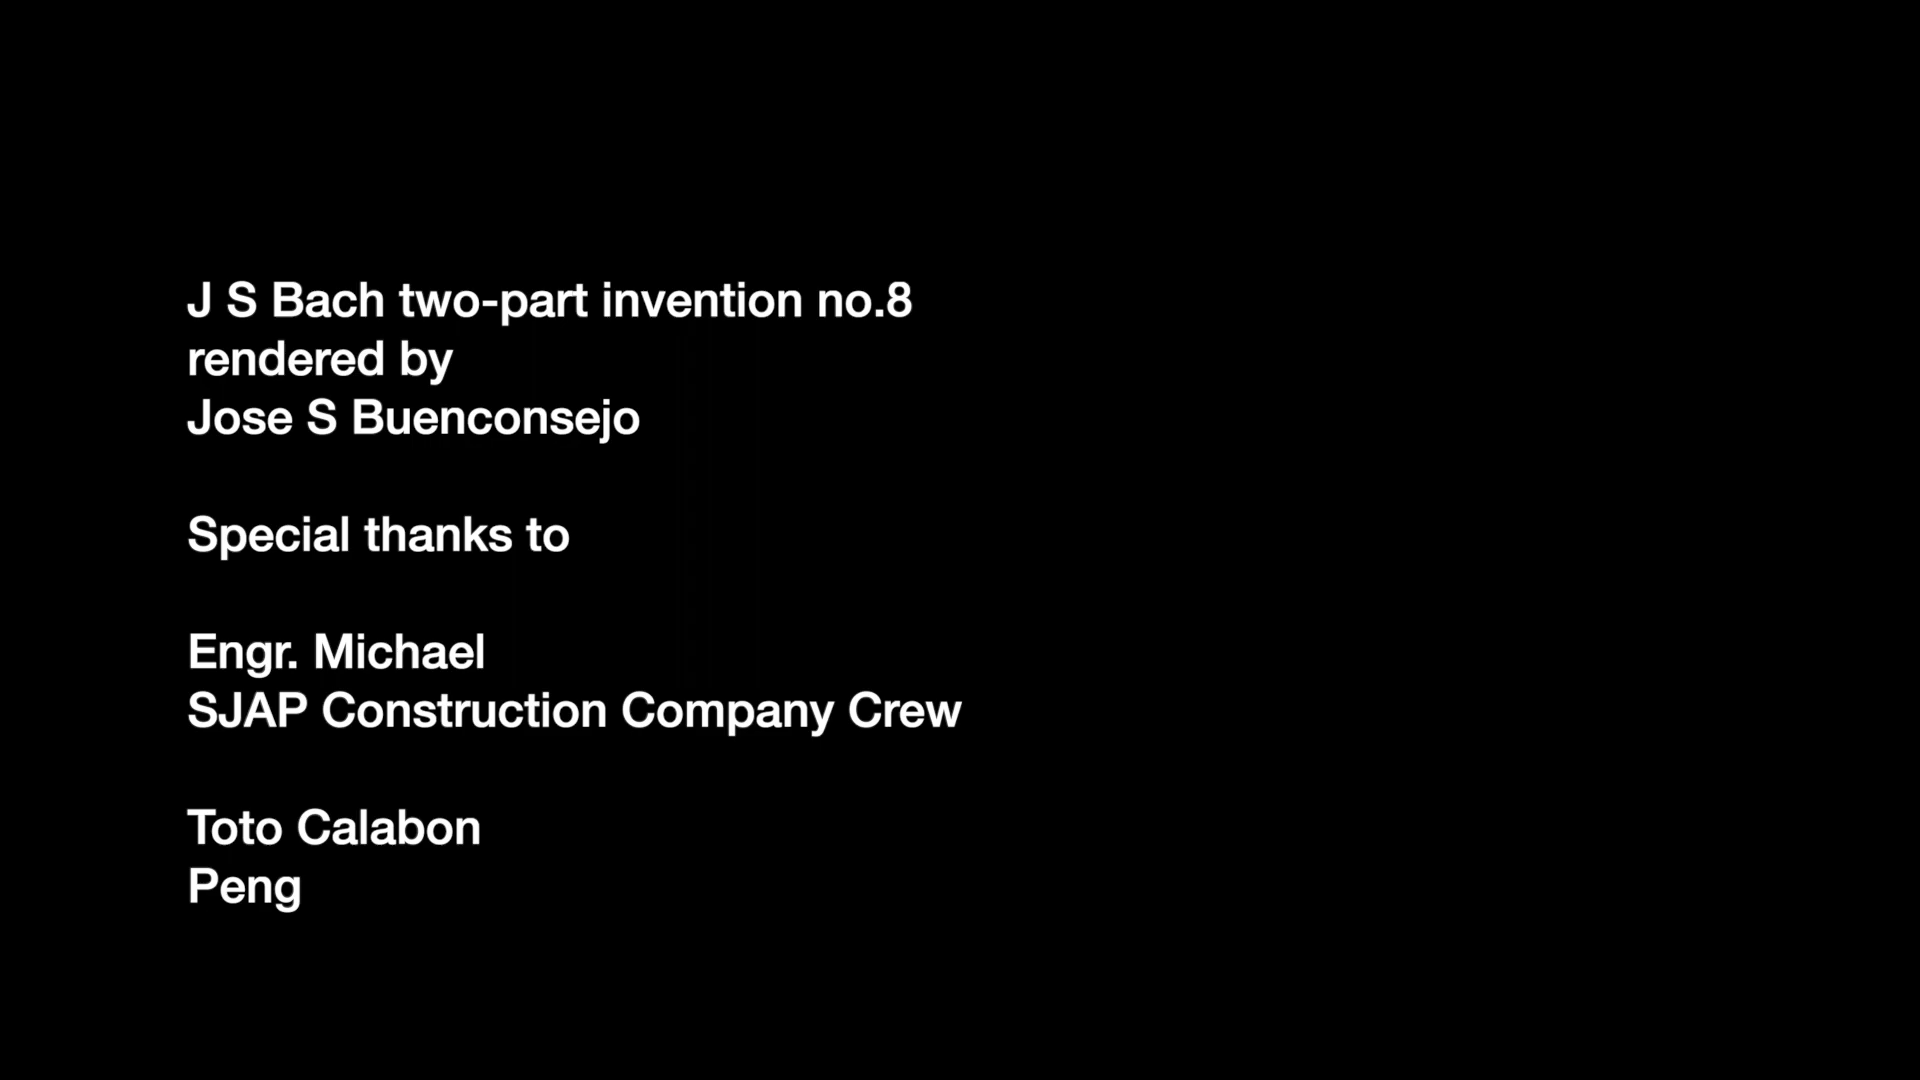 J S Bach two-part invention no.8
rendered by
Jose S Buenconsejo
Special thanks to
Engr. Michael
SJAP Construction Company Crew
Toto Calabon
Peng